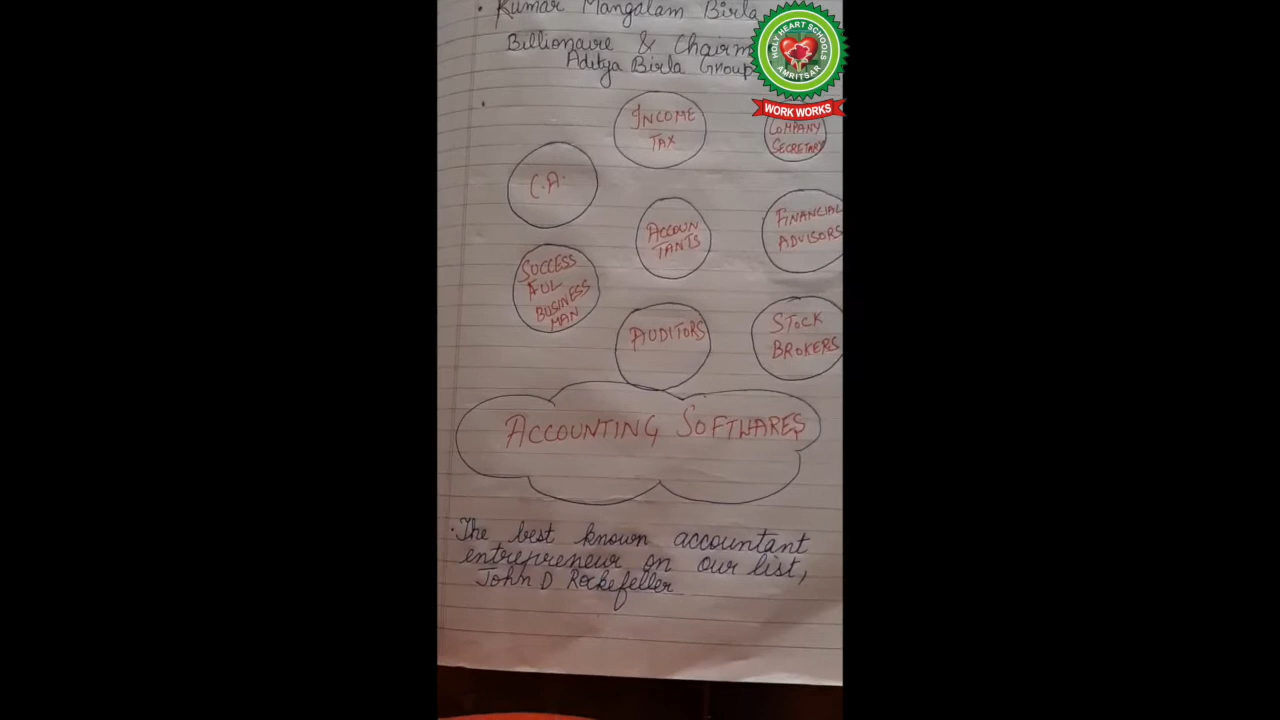 • Kumar Mangalam Birla
Billionaire & Chairm
Aditya Birla Group
HOLY HEART SCHOOLS
AMRITSAR
WORK WORKS
INCOME
TAX
COMPANY
SECRETARY
C.A.
ACCOUN
TANTS
FINANCIAL
ADVISORS
SUCCESS
FUL
BUSINESS
MAN
AUDITORS
STOCK
BROKERS
ACCOUNTING SOFTWARES
• The best known accountant
entrepreneur on our list,
John D Rockefeller